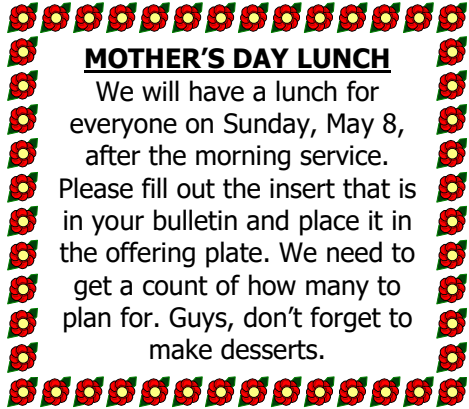 MOTHER’S DAY LUNCH
We will have a lunch for
everyone on Sunday, May 8,
after the morning service.
Please fill out the insert that is
in your bulletin and place it in
the offering plate. We need to
get a count of how many to
plan for. Guys, don’t forget to
make desserts.